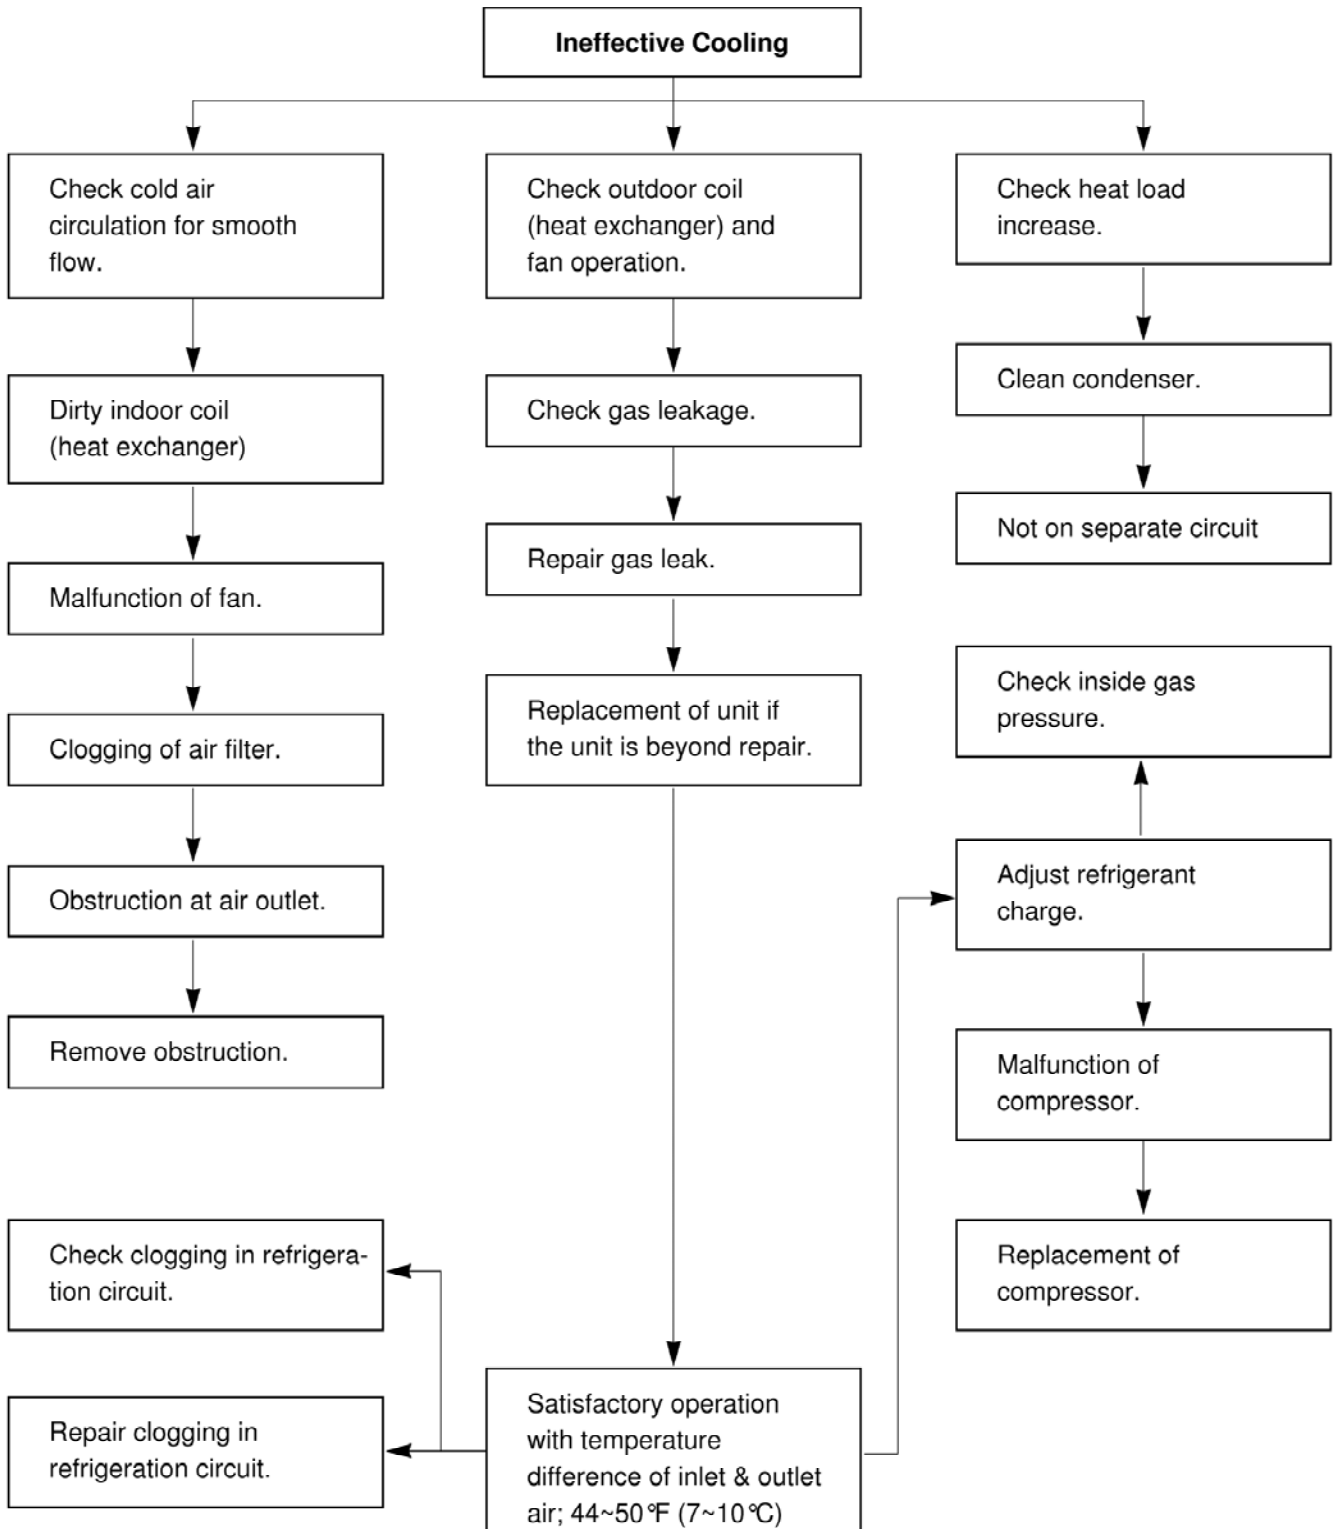 Ineffective Cooling
Check cold air
circulation for smooth
flow.
Dirty indoor coil
(heat exchanger)
Malfunction of fan.
Clogging of air filter.
Obstruction at air outlet.
Remove obstruction.
Check clogging in refrigera-
tion circuit.
Repair clogging in
refrigeration circuit.
Check outdoor coil
(heat exchanger) and
fan operation.
Check gas leakage.
Repair gas leak.
Replacement of unit if
the unit is beyond repair.
Satisfactory operation
with temperature
difference of inlet & outlet
air; 44~50°F (7~10°C)
Check heat load
increase.
Clean condenser.
Not on separate circuit
Check inside gas
pressure.
Adjust refrigerant
charge.
Malfunction of
compressor.
Replacement of
compressor.